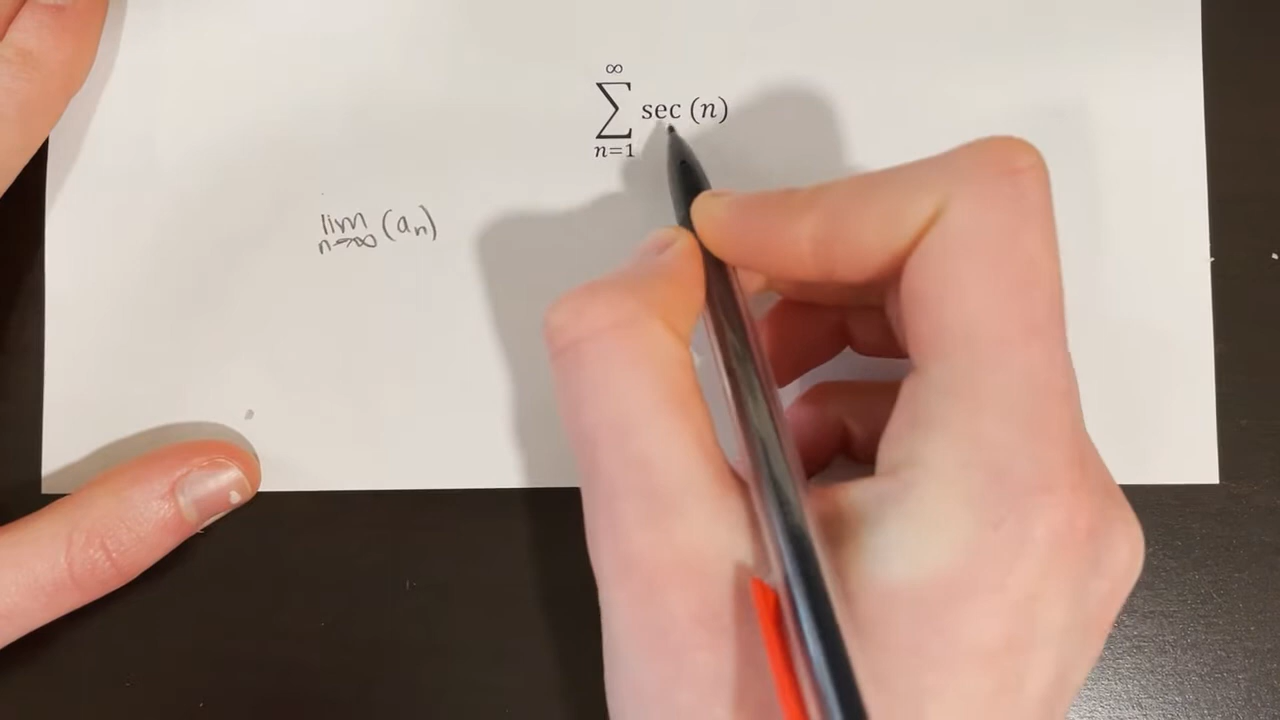 ∞
∑ sec (n)
n=1
lim (aₙ)
n→∞